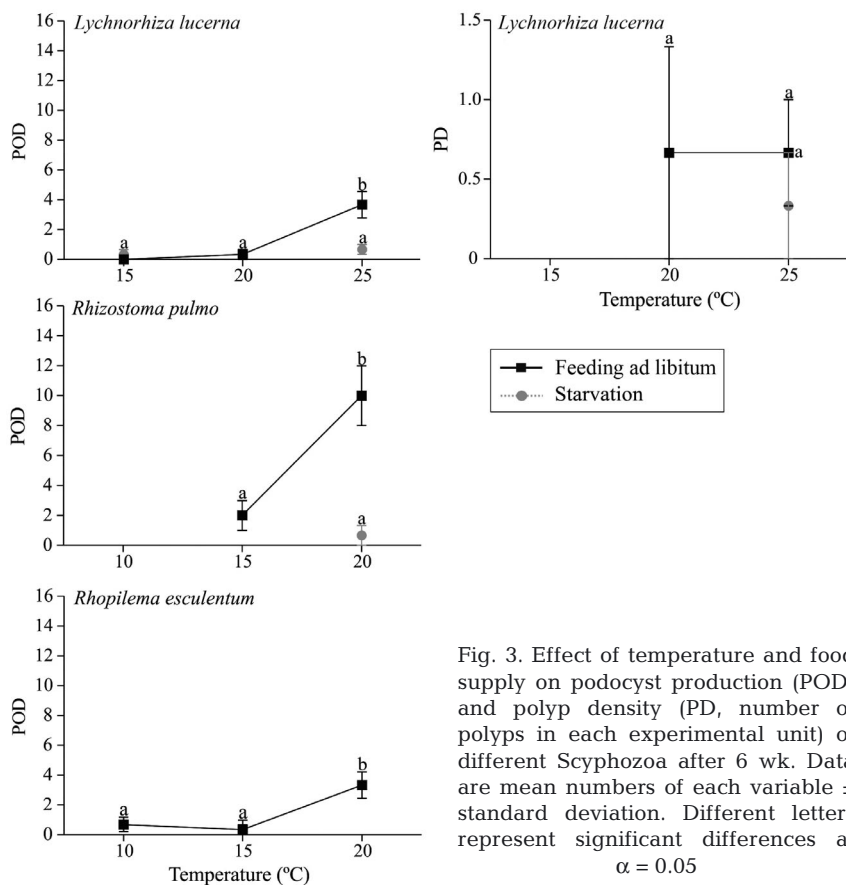 Lychnorhiza lucerna
16
14
12
10
8
6
4
2
0
POD
a
a
b
a
15
20
25
Lychnorhiza lucerna
1.5
1.0
0.5
0
PD
a
a
a
15
20
25
Temperature (ºC)
Rhizostoma pulmo
16
14
12
10
8
6
4
2
0
POD
a
b
a
10
15
20
Feeding ad libitum
Starvation
Rhopilema esculentum
16
14
12
10
8
6
4
2
0
POD
a
a
b
10
15
20
Temperature (ºC)
Fig. 3. Effect of temperature and food
supply on podocyst production (POD
and polyp density (PD, number o
polyps in each experimental unit) o
different Scyphozoa after 6 wk. Data
are mean numbers of each variable
standard deviation. Different letter
represent significant differences a
α = 0.05